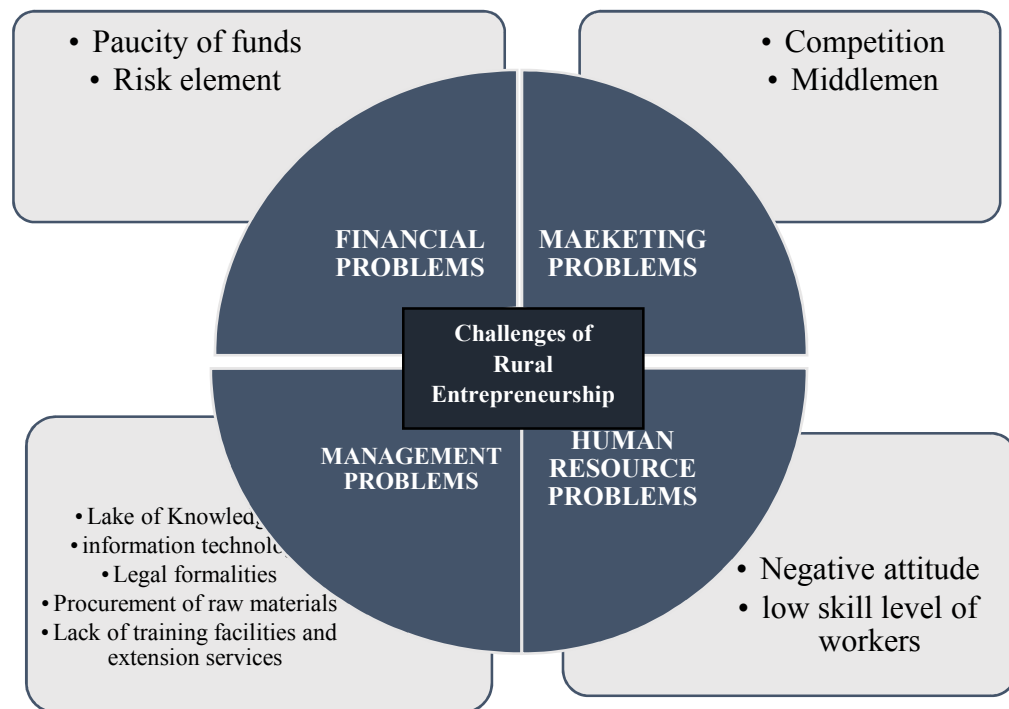 • Paucity of funds
• Risk element
• Competition
• Middlemen
FINANCIAL
PROBLEMS
MAEKETING
PROBLEMS
Challenges of
Rural
Entrepreneurship
MANAGEMENT
PROBLEMS
HUMAN
RESOURCE
PROBLEMS
• Lake of Knowledg
• information technolog
• Legal formalities
• Procurement of raw materials
• Lack of training facilities and
extension services
• Negative attitude
• low skill level of
workers